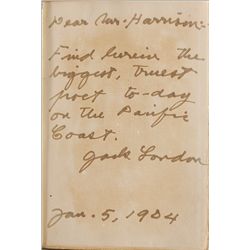 Dear Mr. Harrison:-
Find herein the
biggest, truest
poet to-day
on the Pacific
Coast.
Jack London
Jan. 5, 1904